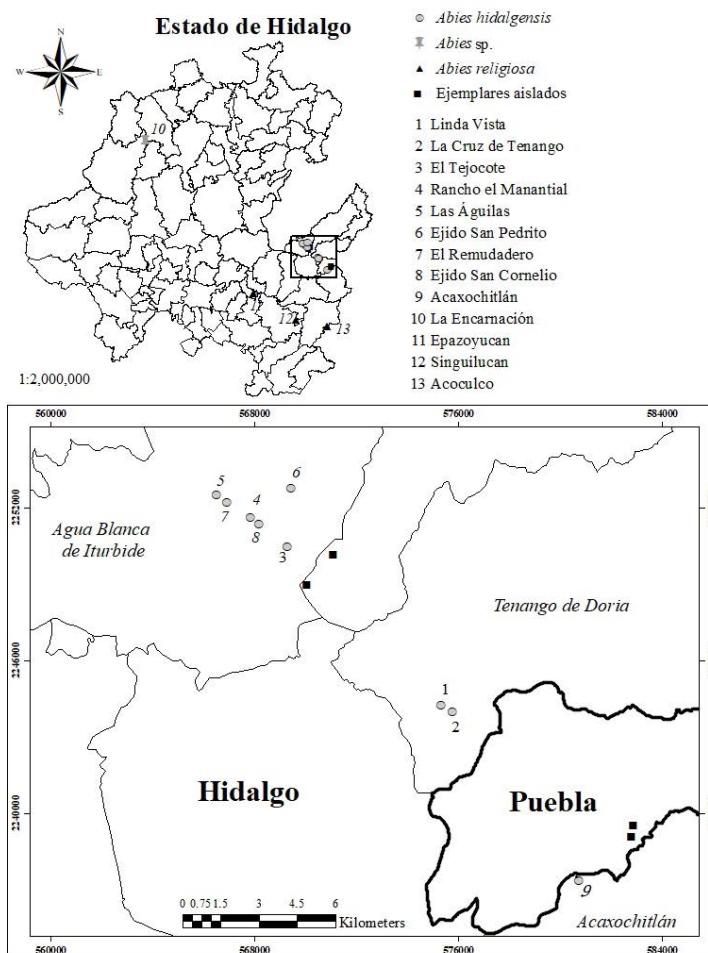 Estado de Hidalgo
N
W
E
S
Abies hidalgensis
Abies sp.
Abies religiosa
Ejemplares aislados
1 Linda Vista
2 La Cruz de Tenango
3 El Tejocote
4 Rancho el Manantial
5 Las Águilas
6 Ejido San Pedrito
7 El Remudadero
8 Ejido San Cornelio
9 Acaxochitlán
10 La Encarnación
11 Epazoyucan
12 Singuilucan
13 Acoculco
10
11
12
13
1:2,000,000
560000 568000 576000 584000
2252000
2246000
2240000
5
6
7
4
8
3
Agua Blanca
de Iturbide
Tenango de Doria
1
2
Hidalgo
Puebla
9
Acaxochitlán
0 0.75 1.5 3 4.5 6
Kilometers
2252000
2246000
2240000
560000 568000 576000 584000